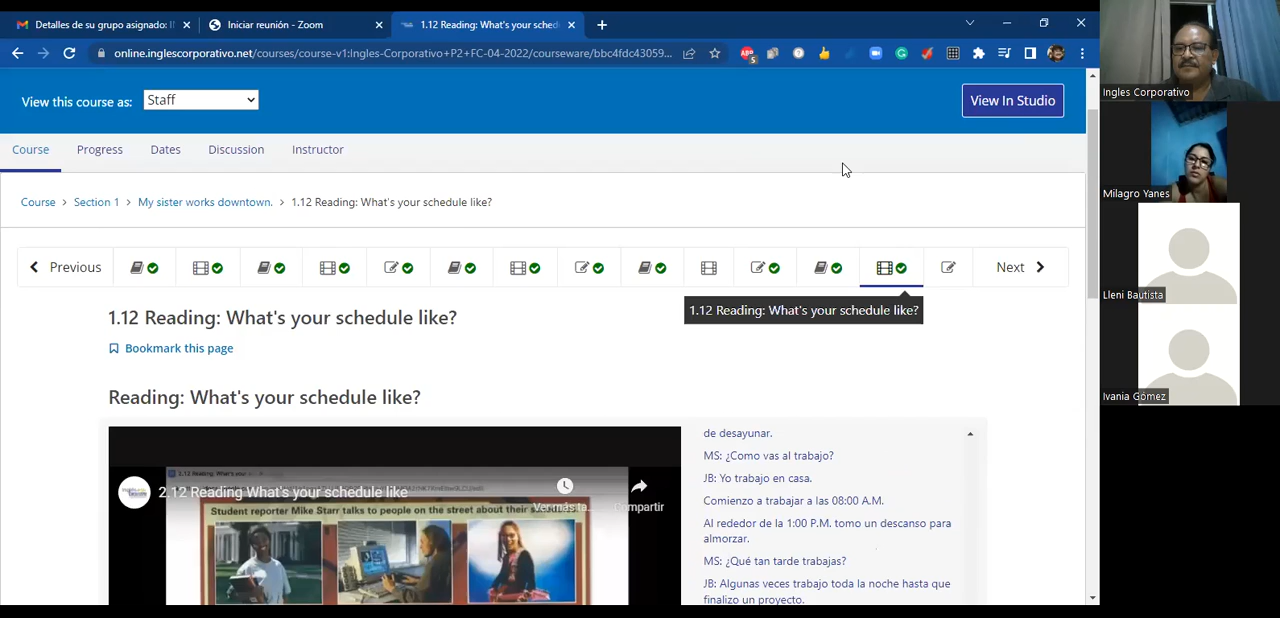 Detalles de su grupo asignado: I
Iniciar reunión - Zoom
1.12 Reading: What's your sched
online.inglescorporativo.net/courses/course-v1:Ingles-Corporativo+P2+FC-04-2022/courseware/bbc4fdc43059...
View this course as:
Staff
View In Studio
Course
Progress
Dates
Discussion
Instructor
Course > Section 1 > My sister works downtown. > 1.12 Reading: What's your schedule like?
Previous
Next
1.12 Reading: What's your schedule like?
1.12 Reading: What's your schedule like?
Bookmark this page
Reading: What's your schedule like?
2.12 Reading What's your schedule like
Ver más ta...
Compartir
Student reporter Mike Starr talks to people on the street about their
de desayunar.
MS: ¿Como vas al trabajo?
JB: Yo trabajo en casa.
Comienzo a trabajar a las 08:00 A.M.
Al rededor de la 1:00 P.M. tomo un descanso para
almorzar.
MS: ¿Qué tan tarde trabajas?
JB: Algunas veces trabajo toda la noche hasta que
finalizo un proyecto.
Ingles Corporativo
Milagro Yanes
Lleni Bautista
Ivania Gómez